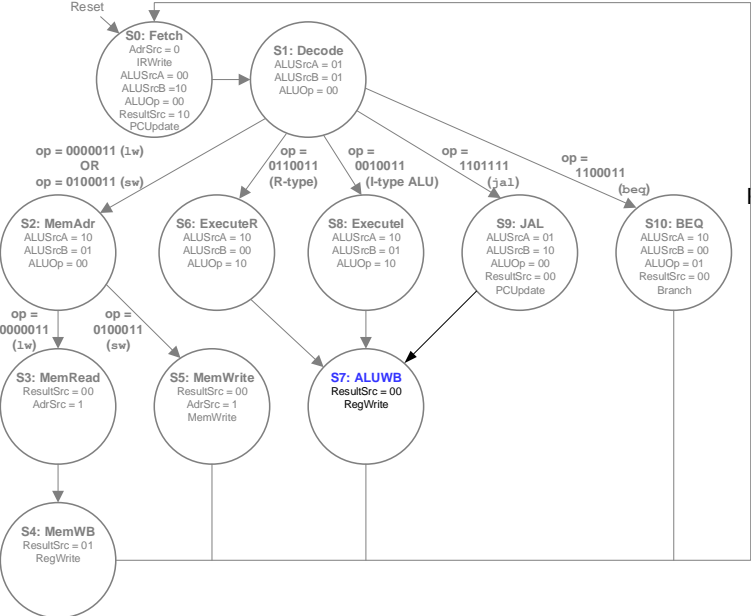 Reset
S0: Fetch
AdrSrc = 0
IRWrite
ALUSrcA = 00
ALUSrcB =10
ALUOp = 00
ResultSrc = 10
PCUpdate
S1: Decode
ALUSrcA = 01
ALUSrcB = 01
ALUOp = 00
op = 0000011 (lw)
OR
op = 0100011 (sw)
op =
0110011
(R-type)
op =
0010011
(I-type ALU)
op =
1101111
(jal)
op =
1100011
(beq)
S2: MemAdr
ALUSrcA = 10
ALUSrcB = 01
ALUOp = 00
S6: ExecuteR
ALUSrcA = 10
ALUSrcB = 00
ALUOp = 10
S8: ExecuteI
ALUSrcA = 10
ALUSrcB = 01
ALUOp = 10
S9: JAL
ALUSrcA = 01
ALUSrcB = 10
ALUOp = 00
ResultSrc = 00
PCUpdate
S10: BEQ
ALUSrcA = 10
ALUSrcB = 00
ALUOp = 01
ResultSrc = 00
Branch
op =
0000011
(lw)
op =
0100011
(sw)
S3: MemRead
ResultSrc = 00
AdrSrc = 1
S5: MemWrite
ResultSrc = 00
AdrSrc = 1
MemWrite
S7: ALUWB
ResultSrc = 00
RegWrite
S4: MemWB
ResultSrc = 01
RegWrite